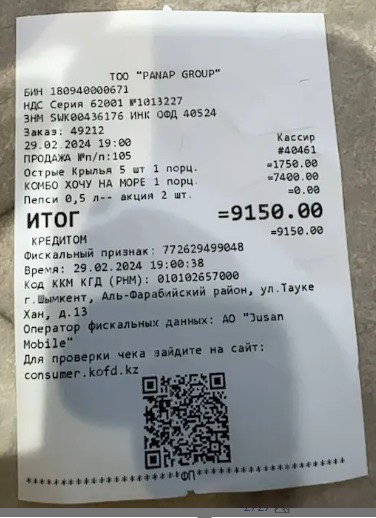 ТОО "PANAP GROUP"
БИН 180940000671
НДС Серия 62001 №1013227
ЗНМ SWK00436176 ИНК ОФД 40524
Заказ: 49212
29.02.2024 19:00 Кассир
ПРОДАЖА №п/п:105 #40461
Острые Крылья 5 шт 1 порц. =1750.00
КОМБО ХОЧУ НА МОРЕ 1 порц. =7400.00
Пепси 0,5 л-- акция 2 шт. =0.00
ИТОГ =9150.00
КРЕДИТОМ =9150.00
Фискальный признак: 772629499048
Время: 29.02.2024 19:00:38
Код ККМ КГД (РНМ): 010102657000
г.Шымкент, Аль-Фарабийский район, ул.Тауке
Хан, д.13
Оператор фискальных данных: АО "Jusan
Mobile"
Для проверки чека зайдите на сайт:
consumer.kofd.kz
********************ФП********************